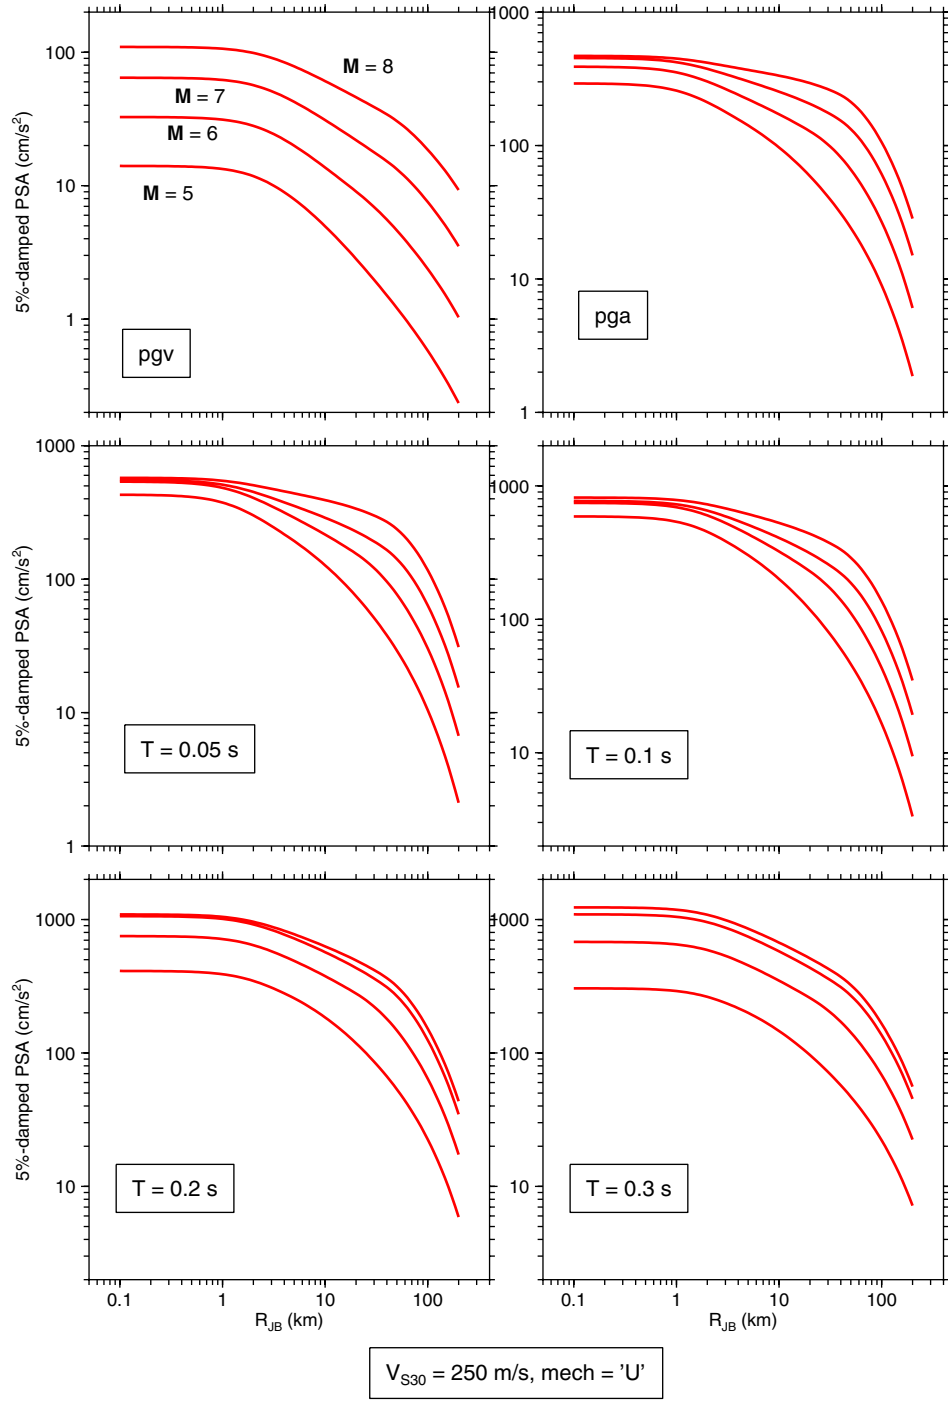 100
10
1
5%-damped PSA (cm/s²)
M = 8
M = 7
M = 6
M = 5
pgv
1000
100
10
1
pga
1000
100
10
1
5%-damped PSA (cm/s²)
T = 0.05 s
1000
100
10
T = 0.1 s
1000
100
10
5%-damped PSA (cm/s²)
T = 0.2 s
0.1 1 10 100
R_JB (km)
1000
100
10
T = 0.3 s
0.1 1 10 100
R_JB (km)
V_S30 = 250 m/s, mech = 'U'